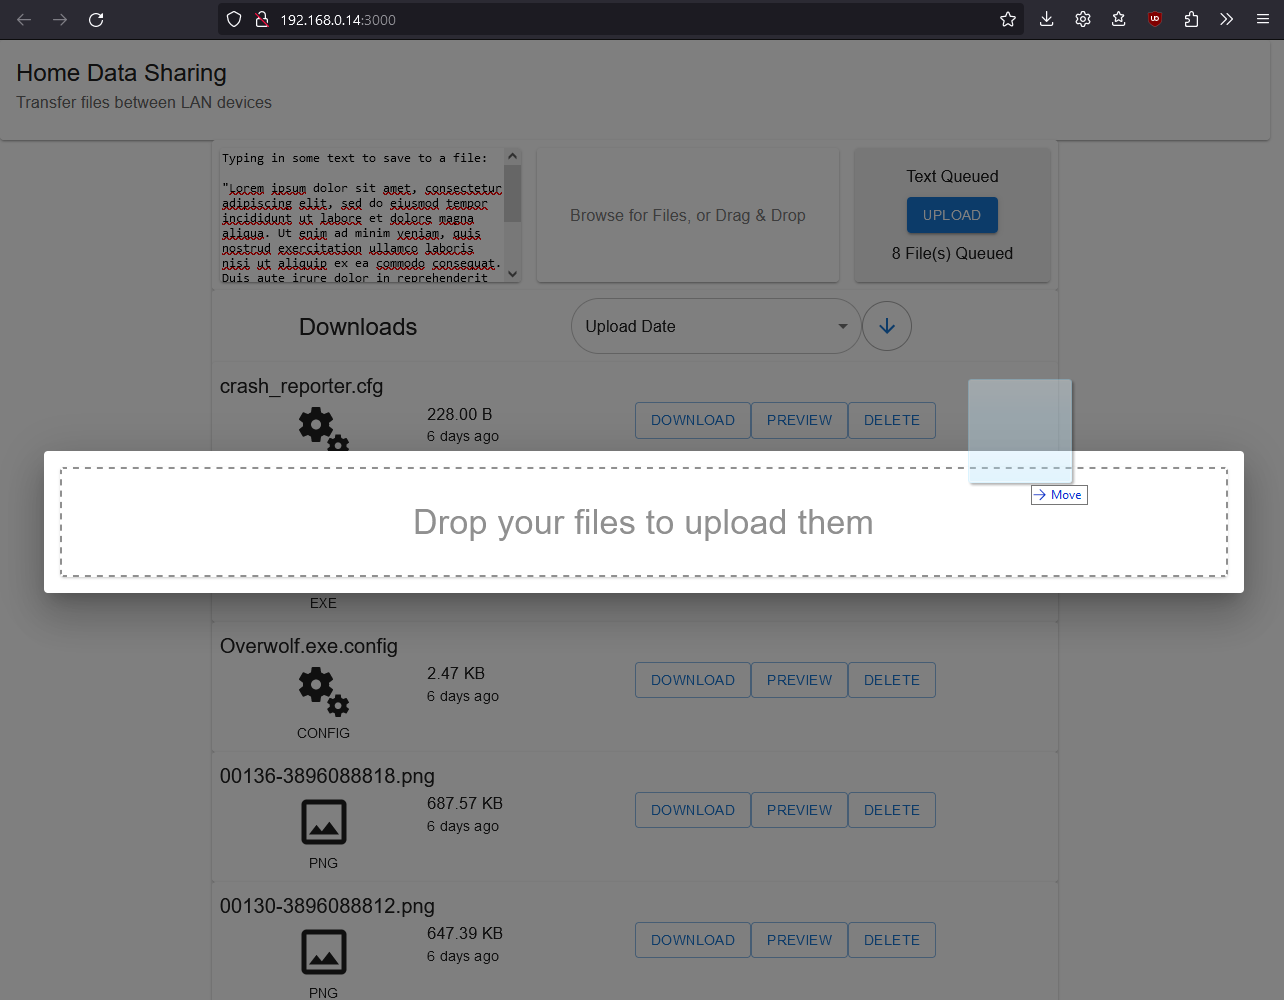 192.168.0.14:3000
Home Data Sharing
Transfer files between LAN devices
Typing in some text to save to a file:
"Lorem ipsum dolor sit amet, consectetur
adipiscing elit, sed do eiusmod tempor
incididunt ut labore et dolore magna
aliqua. Ut enim ad minim veniam, quis
nostrud exercitation ullamco laboris
nisi ut aliquip ex ea commodo consequat.
Duis aute irure dolor in reprehenderit
Browse for Files, or Drag & Drop
Text Queued
UPLOAD
8 File(s) Queued
Downloads
Upload Date
crash_reporter.cfg
228.00 B
6 days ago
DOWNLOAD
PREVIEW
DELETE
Move
Drop your files to upload them
EXE
Overwolf.exe.config
2.47 KB
6 days ago
CONFIG
DOWNLOAD
PREVIEW
DELETE
00136-3896088818.png
687.57 KB
6 days ago
PNG
DOWNLOAD
PREVIEW
DELETE
00130-3896088812.png
647.39 KB
6 days ago
PNG
DOWNLOAD
PREVIEW
DELETE